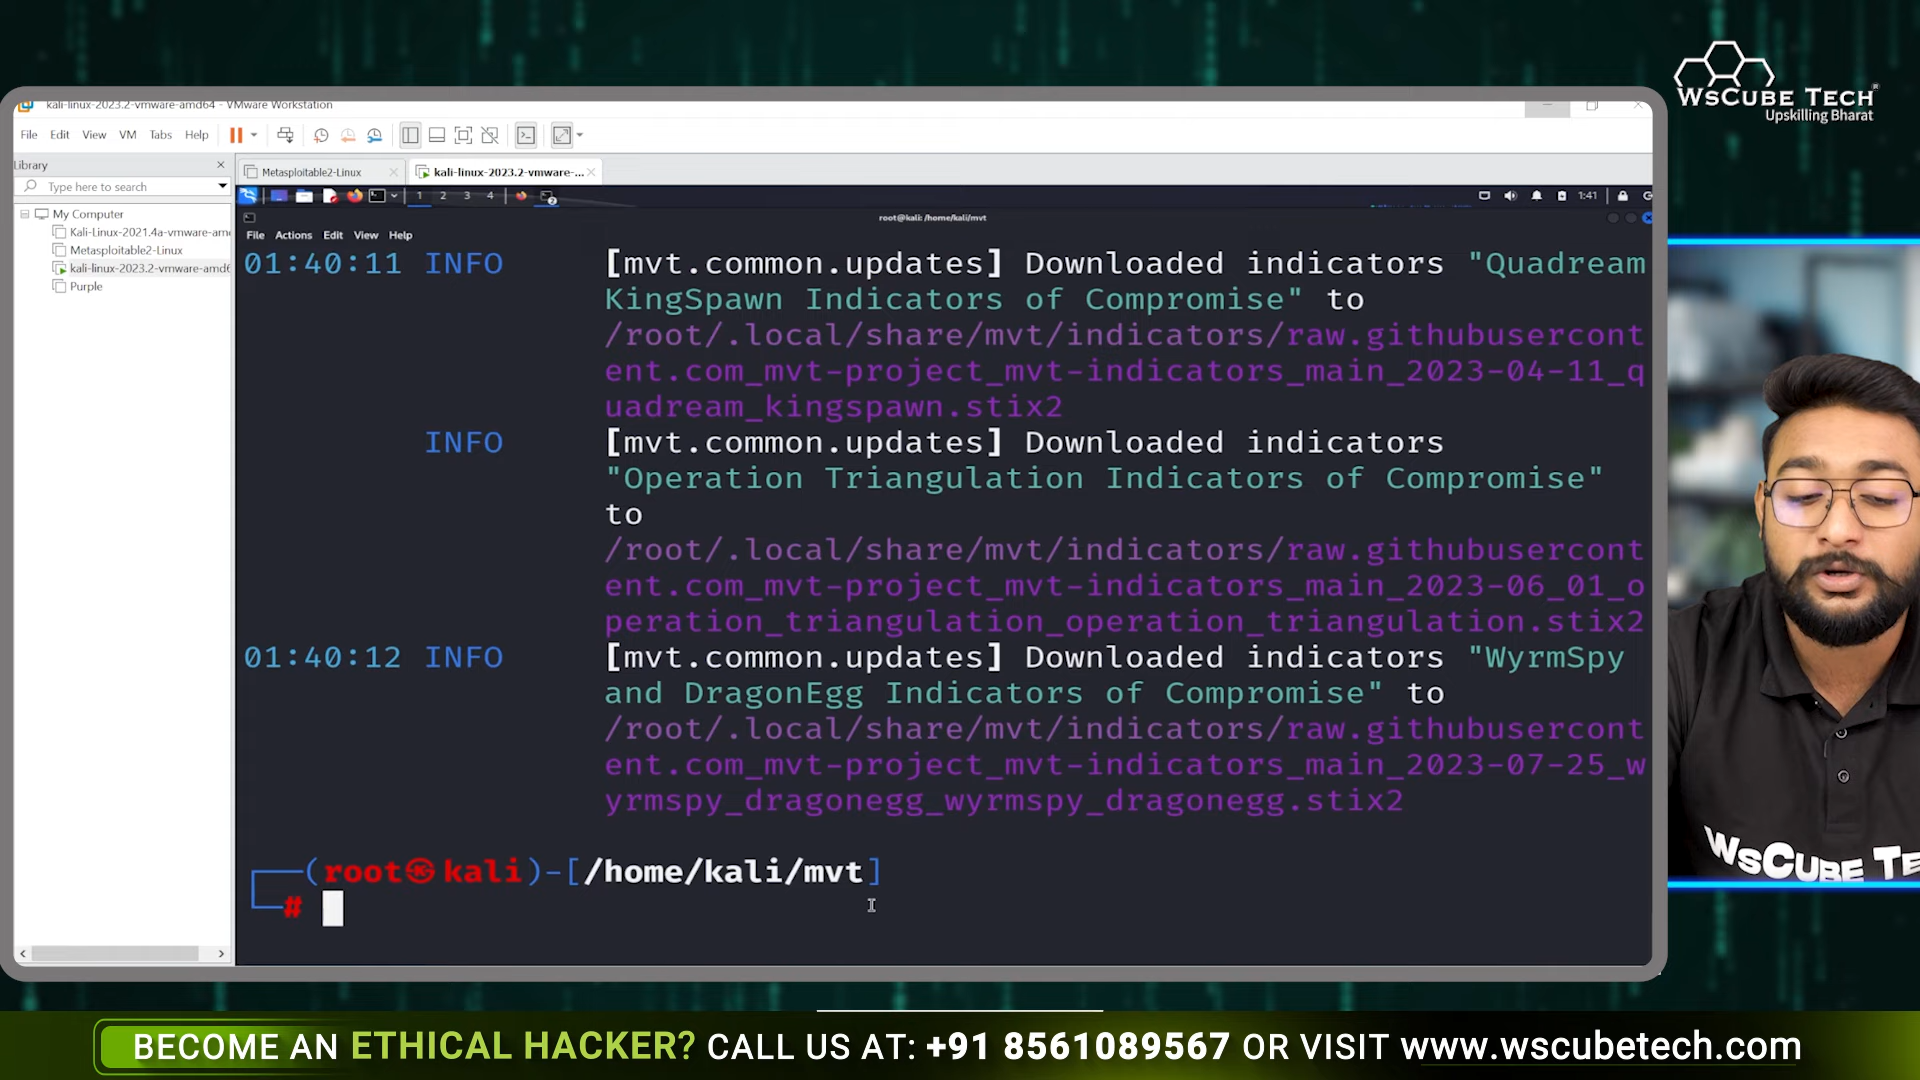 WsCUBE TECH
Upskilling Bharat
kali-linux-2023.2-vmware-amd64 - VMware Workstation
File Edit View VM Tabs Help
Library
Type here to search
Metasploitable2-Linux
kali-linux-2023.2-vmware-...
My Computer
Kali-Linux-2021.4a-vmware-amd
Metasploitable2-Linux
kali-linux-2023.2-vmware-amd6
Purple
1 2 3 4
1:41
root@kali: /home/kali/mvt
File Actions Edit View Help
01:40:11 INFO [mvt.common.updates] Downloaded indicators "Quadream
KingSpawn Indicators of Compromise" to
/root/.local/share/mvt/indicators/raw.githubusercont
ent.com_mvt-project_mvt-indicators_main_2023-04-11_q
uadream_kingspawn.stix2
INFO [mvt.common.updates] Downloaded indicators
"Operation Triangulation Indicators of Compromise"
to
/root/.local/share/mvt/indicators/raw.githubusercont
ent.com_mvt-project_mvt-indicators_main_2023-06_01_o
peration_triangulation_operation_triangulation.stix2
01:40:12 INFO [mvt.common.updates] Downloaded indicators "WyrmSpy
and DragonEgg Indicators of Compromise" to
/root/.local/share/mvt/indicators/raw.githubusercont
ent.com_mvt-project_mvt-indicators_main_2023-07-25_w
yrmspy_dragonegg_wyrmspy_dragonegg.stix2
(root㉿kali)-[/home/kali/mvt]
#
WsCUBE TE
BECOME AN ETHICAL HACKER? CALL US AT: +91 8561089567 OR VISIT www.wscubetech.com